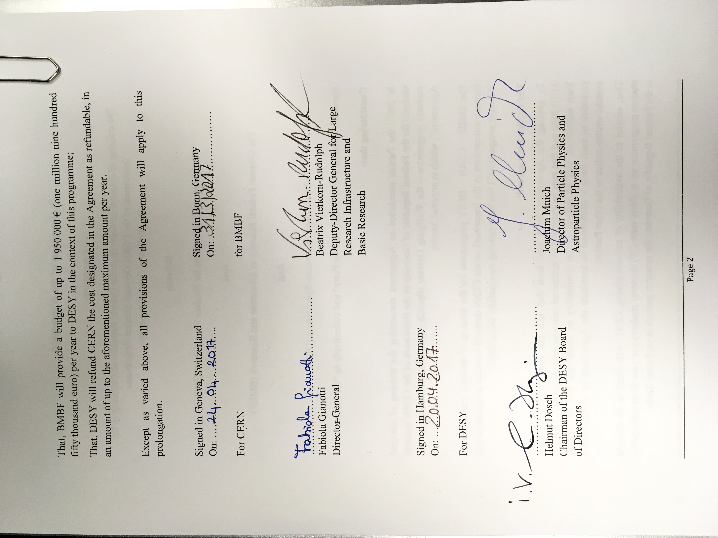 That, BMBF will provide a budget of up to 1 950 000 € (one million nine hundred
fifty thousand euro) per year to DESY in the context of this programme;
That, DESY will refund CERN the cost designated in the Agreement as refundable, in
an amount of up to the aforementioned maximum amount per year.
Except as varied above, all provisions of the Agreement will apply to this
prolongation.
Signed in Geneva, Switzerland
On: ...24.04.2017...
For CERN
Fabiola Gianotti
Fabiola Gianotti
Director-General
Signed in Bonn, Germany
On: ..31/3/2017..............
for BMBF
Beatrix Vierkorn-Rudolph
Deputy-Director General for Large
Research Infrastructure and
Basic Research
Signed in Hamburg, Germany
On: ...20.04.2017.......
For DESY
i.V.
Helmut Dosch
Chairman of the DESY Board
of Directors
Joachim Mnich
Director of Particle Physics and
Astroparticle Physics
Page 2